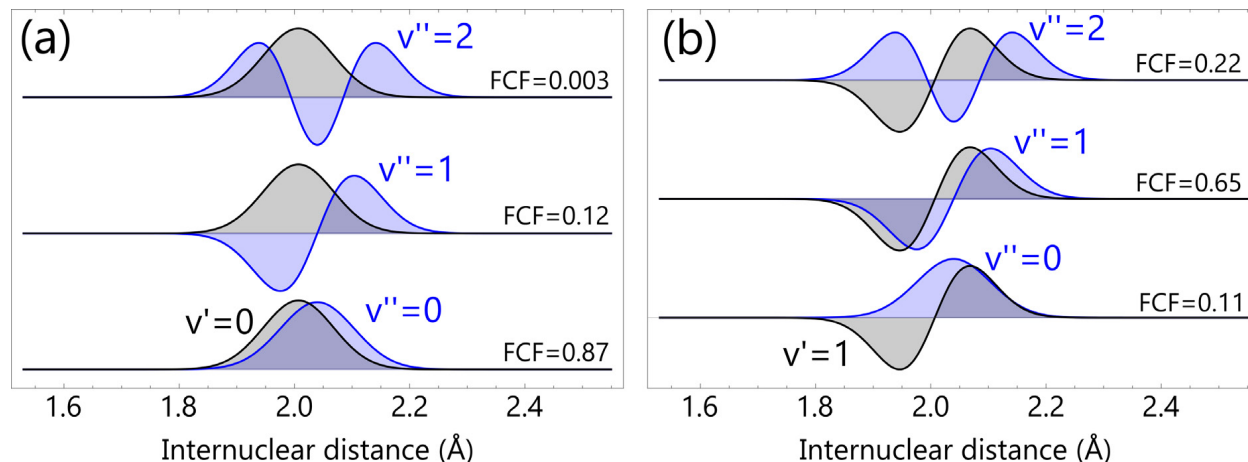 (a)
v''=2
FCF=0.003
v''=1
FCF=0.12
v'=0
v''=0
FCF=0.87
1.6 1.8 2.0 2.2 2.4
Internuclear distance (Å)
(b)
v''=2
FCF=0.22
v''=1
FCF=0.65
v''=0
FCF=0.11
v'=1
1.6 1.8 2.0 2.2 2.4
Internuclear distance (Å)